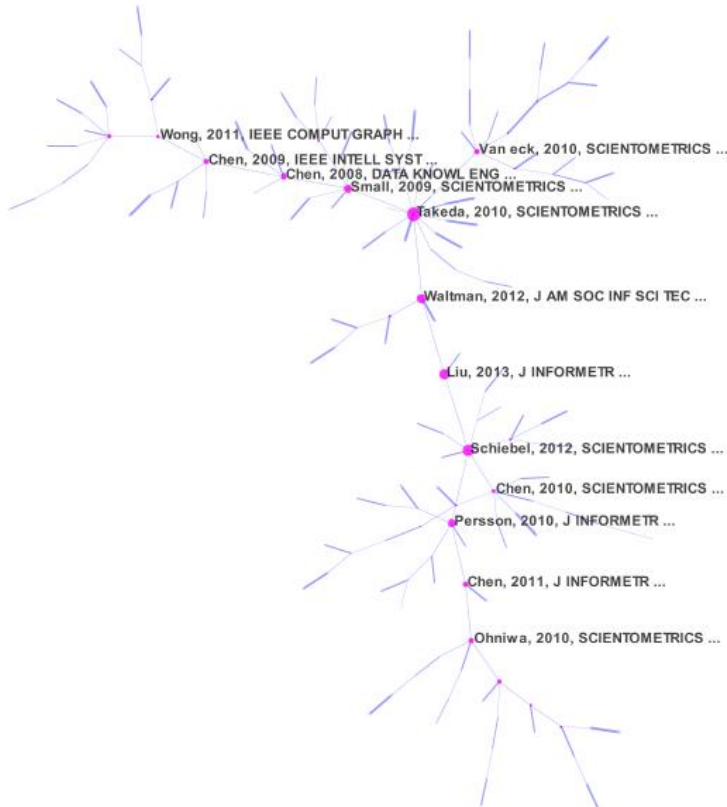 Wong, 2011, IEEE COMPUT GRAPH ...
Van eck, 2010, SCIENTOMETRICS ...
Chen, 2009, IEEE INTELL SYST ...
Chen, 2008, DATA KNOWL ENG ...
Small, 2009, SCIENTOMETRICS ...
Takeda, 2010, SCIENTOMETRICS ...
Waltman, 2012, J AM SOC INF SCI TEC ...
Liu, 2013, J INFORMETR ...
Schiebel, 2012, SCIENTOMETRICS ...
Chen, 2010, SCIENTOMETRICS ...
Persson, 2010, J INFORMETR ...
Chen, 2011, J INFORMETR ...
Ohniwa, 2010, SCIENTOMETRICS ...